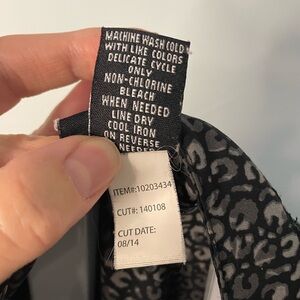 MACHINE WASH COLD
WITH LIKE COLORS
DELICATE CYCLE
ONLY
NON-CHLORINE
BLEACH
WHEN NEEDED
LINE DRY
COOL IRON
ON REVERSE
NEEDED
ITEM#:10203434
CUT#: 140108
CUT DATE:
08/14